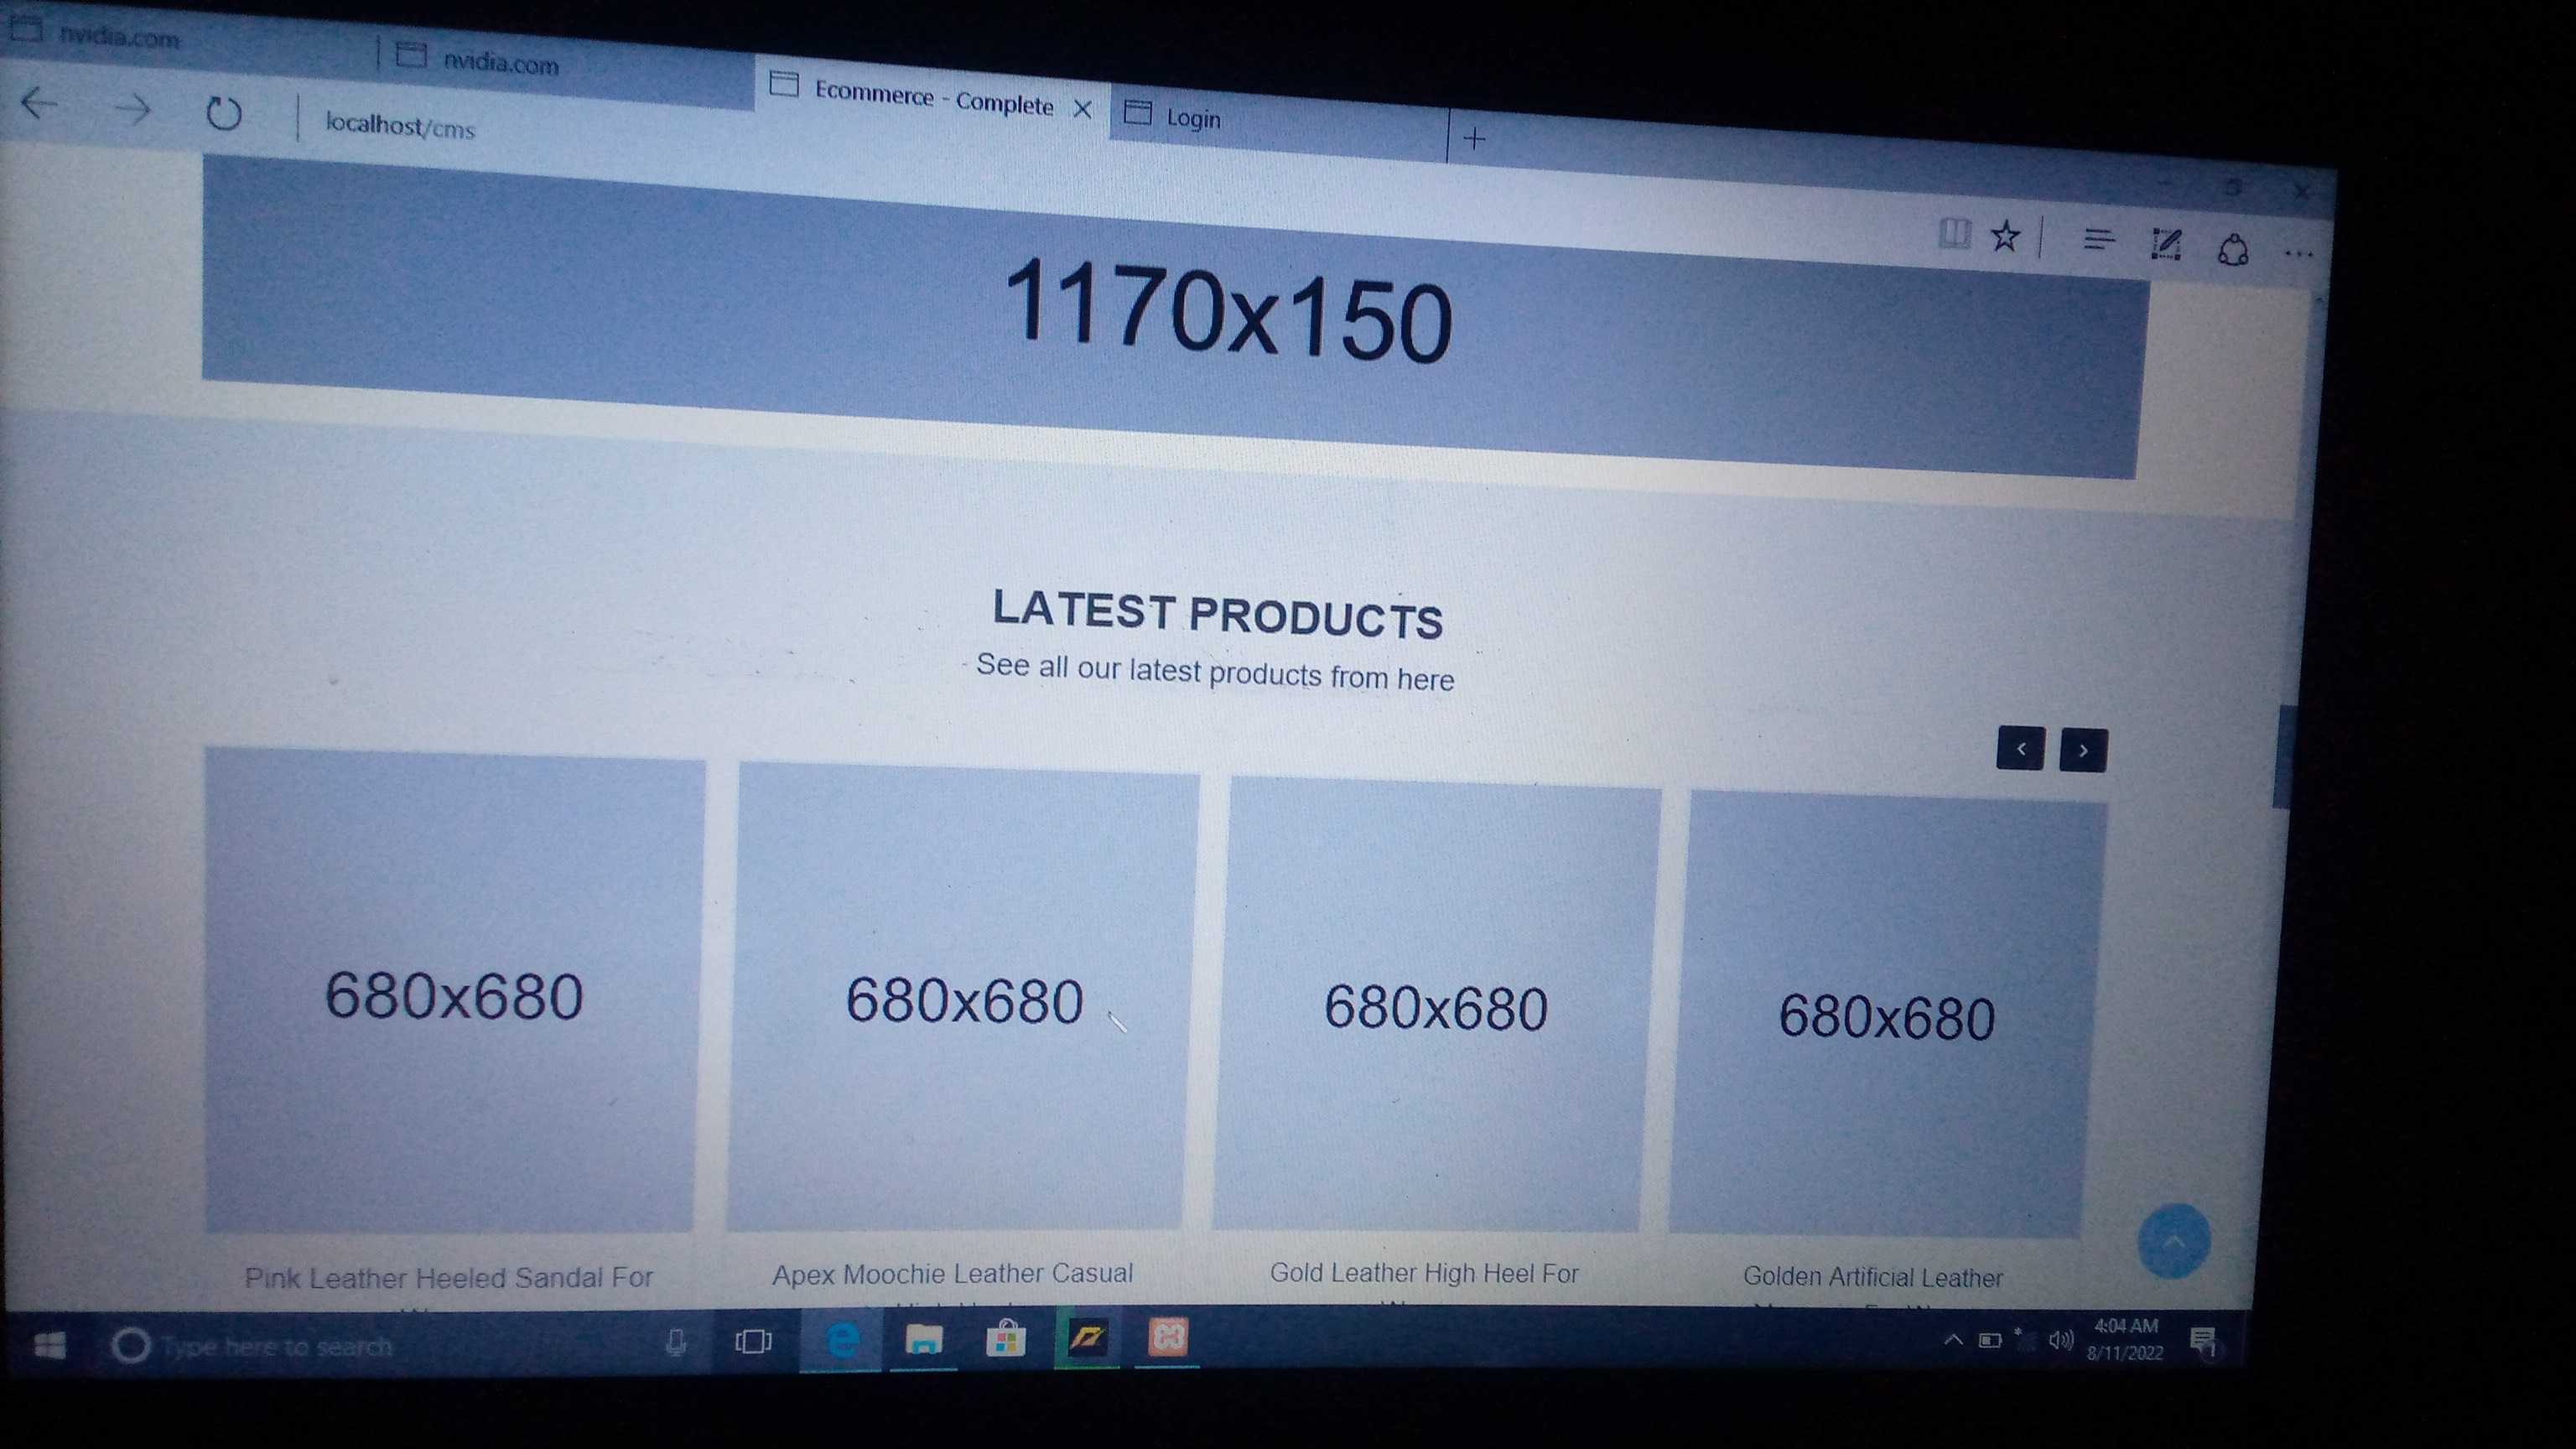 nvidia.com
nvidia.com
Ecommerce - Complete
Login
localhost/cms
1170x150
LATEST PRODUCTS
See all our latest products from here
680x680
680x680
680x680
680x680
Pink Leather Heeled Sandal For
Apex Moochie Leather Casual
Gold Leather High Heel For
Golden Artificial Leather
Type here to search
4:04 AM
8/11/2022
1